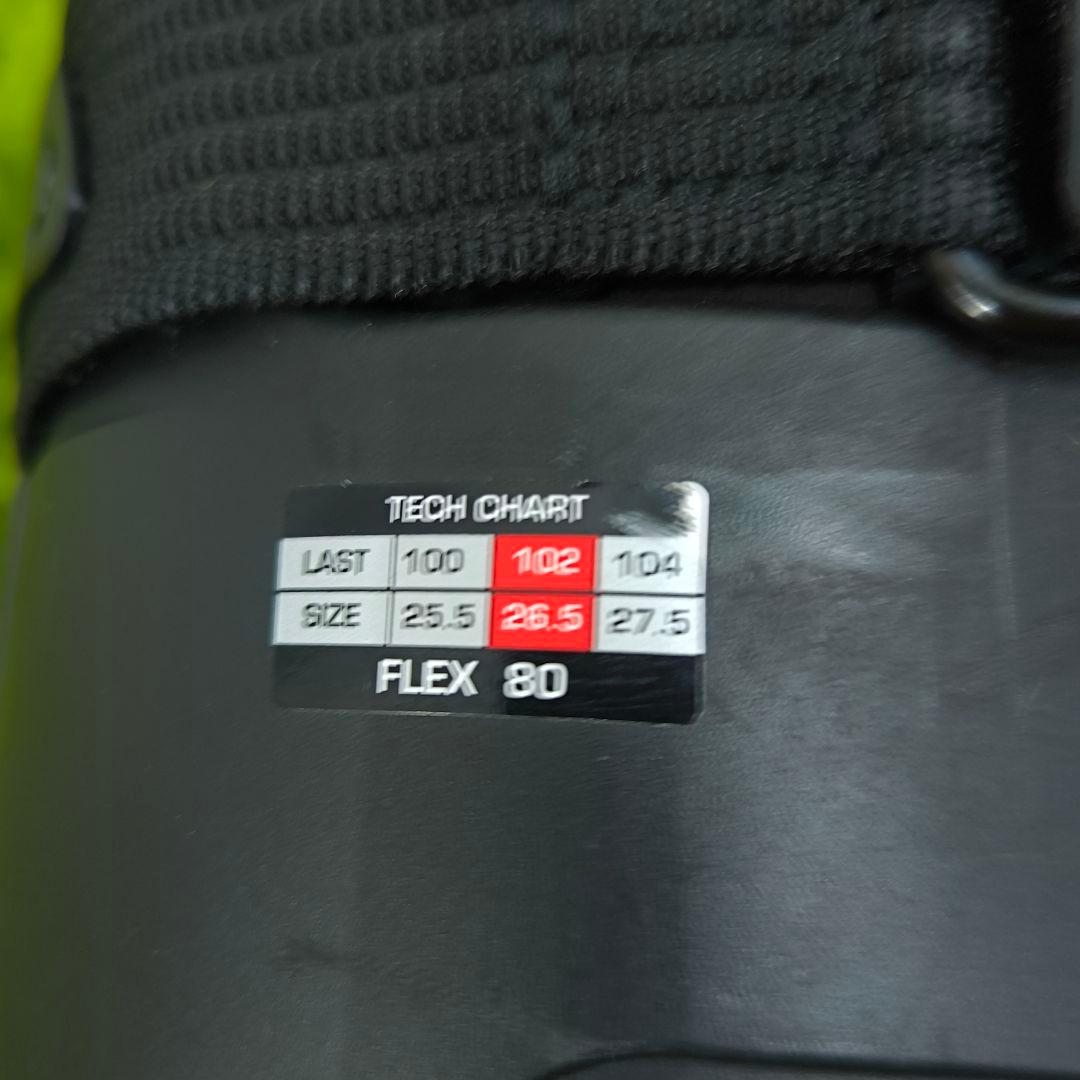 TECH CHART
LAST 100 102 104
SIZE 25.5 26.5 27.5
FLEX 80